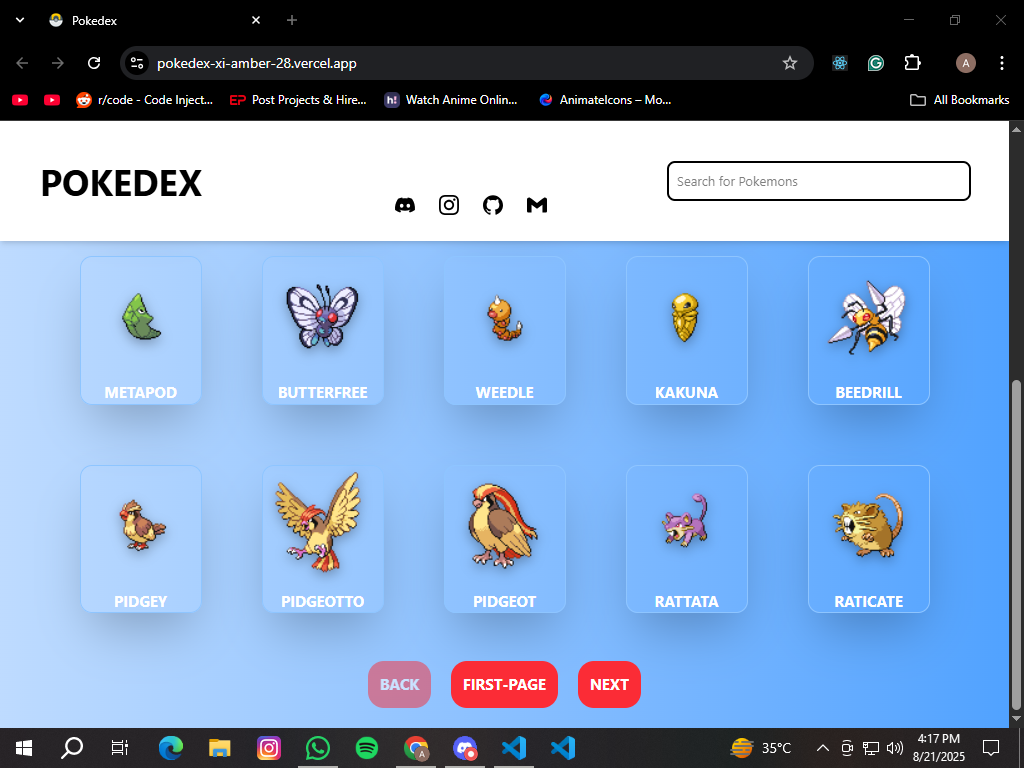 Pokedex
pokedex-xi-amber-28.vercel.app
A
r/code - Code Inject...
EP Post Projects & Hire...
h! Watch Anime Onlin...
AnimateIcons – Mo...
All Bookmarks
POKEDEX
Search for Pokemons
METAPOD
BUTTERFREE
WEEDLE
KAKUNA
BEEDRILL
PIDGEY
PIDGEOTTO
PIDGEOT
RATTATA
RATICATE
BACK
FIRST-PAGE
NEXT
A
35°C
4:17 PM
8/21/2025